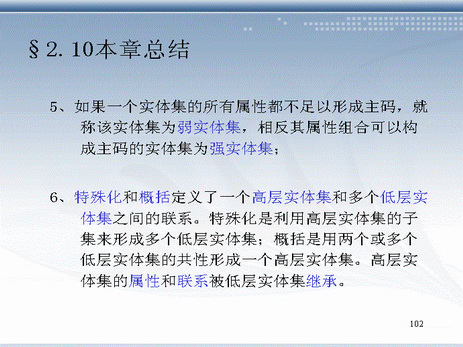 §2.10本章总结
5、如果一个实体集的所有属性都不足以形成主码，就
称该实体集为弱实体集，相反其属性组合可以构
成主码的实体集为强实体集；
6、特殊化和概括定义了一个高层实体集和多个低层实
体集之间的联系。特殊化是利用高层实体集的子
集来形成多个低层实体集；概括是用两个或多个
低层实体集的共性形成一个高层实体集。高层实
体集的属性和联系被低层实体集继承。
102